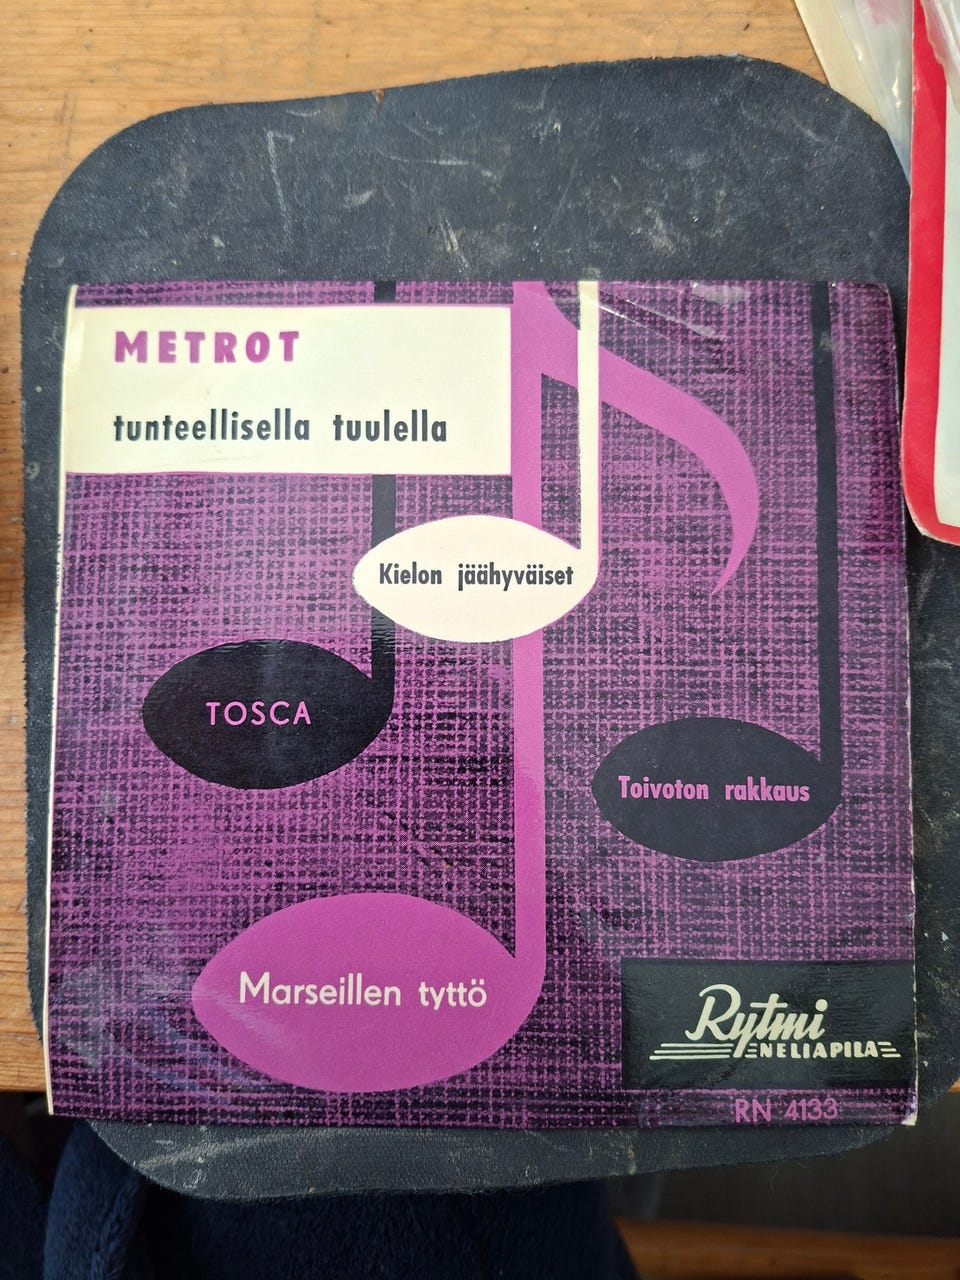 METROT
tunteellisella tuulella
Kielon jäähyväiset
TOSCA
Toivoton rakkaus
Marseillen tyttö
Rytmi
NELIAPILA
RN 4133